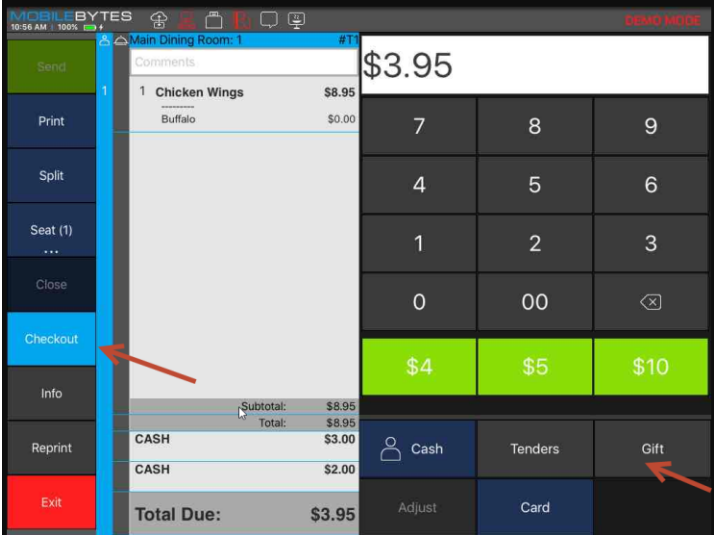 MOBILEBYTES
10:56 AM 100%
DEMO MODE
Send
Print
Split
Seat (1)
...
Close
Checkout
Info
Reprint
Exit
1
Main Dining Room: 1 #T1
Comments
1 Chicken Wings $8.95
---------
Buffalo $0.00
Subtotal: $8.95
Total: $8.95
CASH $3.00
CASH $2.00
Total Due: $3.95
$3.95
7 8 9
4 5 6
1 2 3
0 00
$4 $5 $10
Cash Tenders Gift
Adjust Card